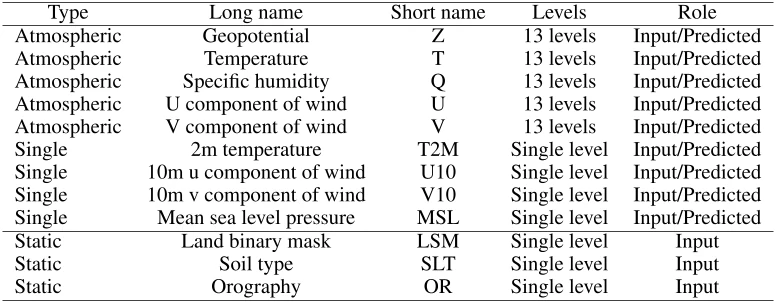 Type Long name Short name Levels Role
Atmospheric Geopotential Z 13 levels Input/Predicted
Atmospheric Temperature T 13 levels Input/Predicted
Atmospheric Specific humidity Q 13 levels Input/Predicted
Atmospheric U component of wind U 13 levels Input/Predicted
Atmospheric V component of wind V 13 levels Input/Predicted
Single 2m temperature T2M Single level Input/Predicted
Single 10m u component of wind U10 Single level Input/Predicted
Single 10m v component of wind V10 Single level Input/Predicted
Single Mean sea level pressure MSL Single level Input/Predicted
Static Land binary mask LSM Single level Input
Static Soil type SLT Single level Input
Static Orography OR Single level Input